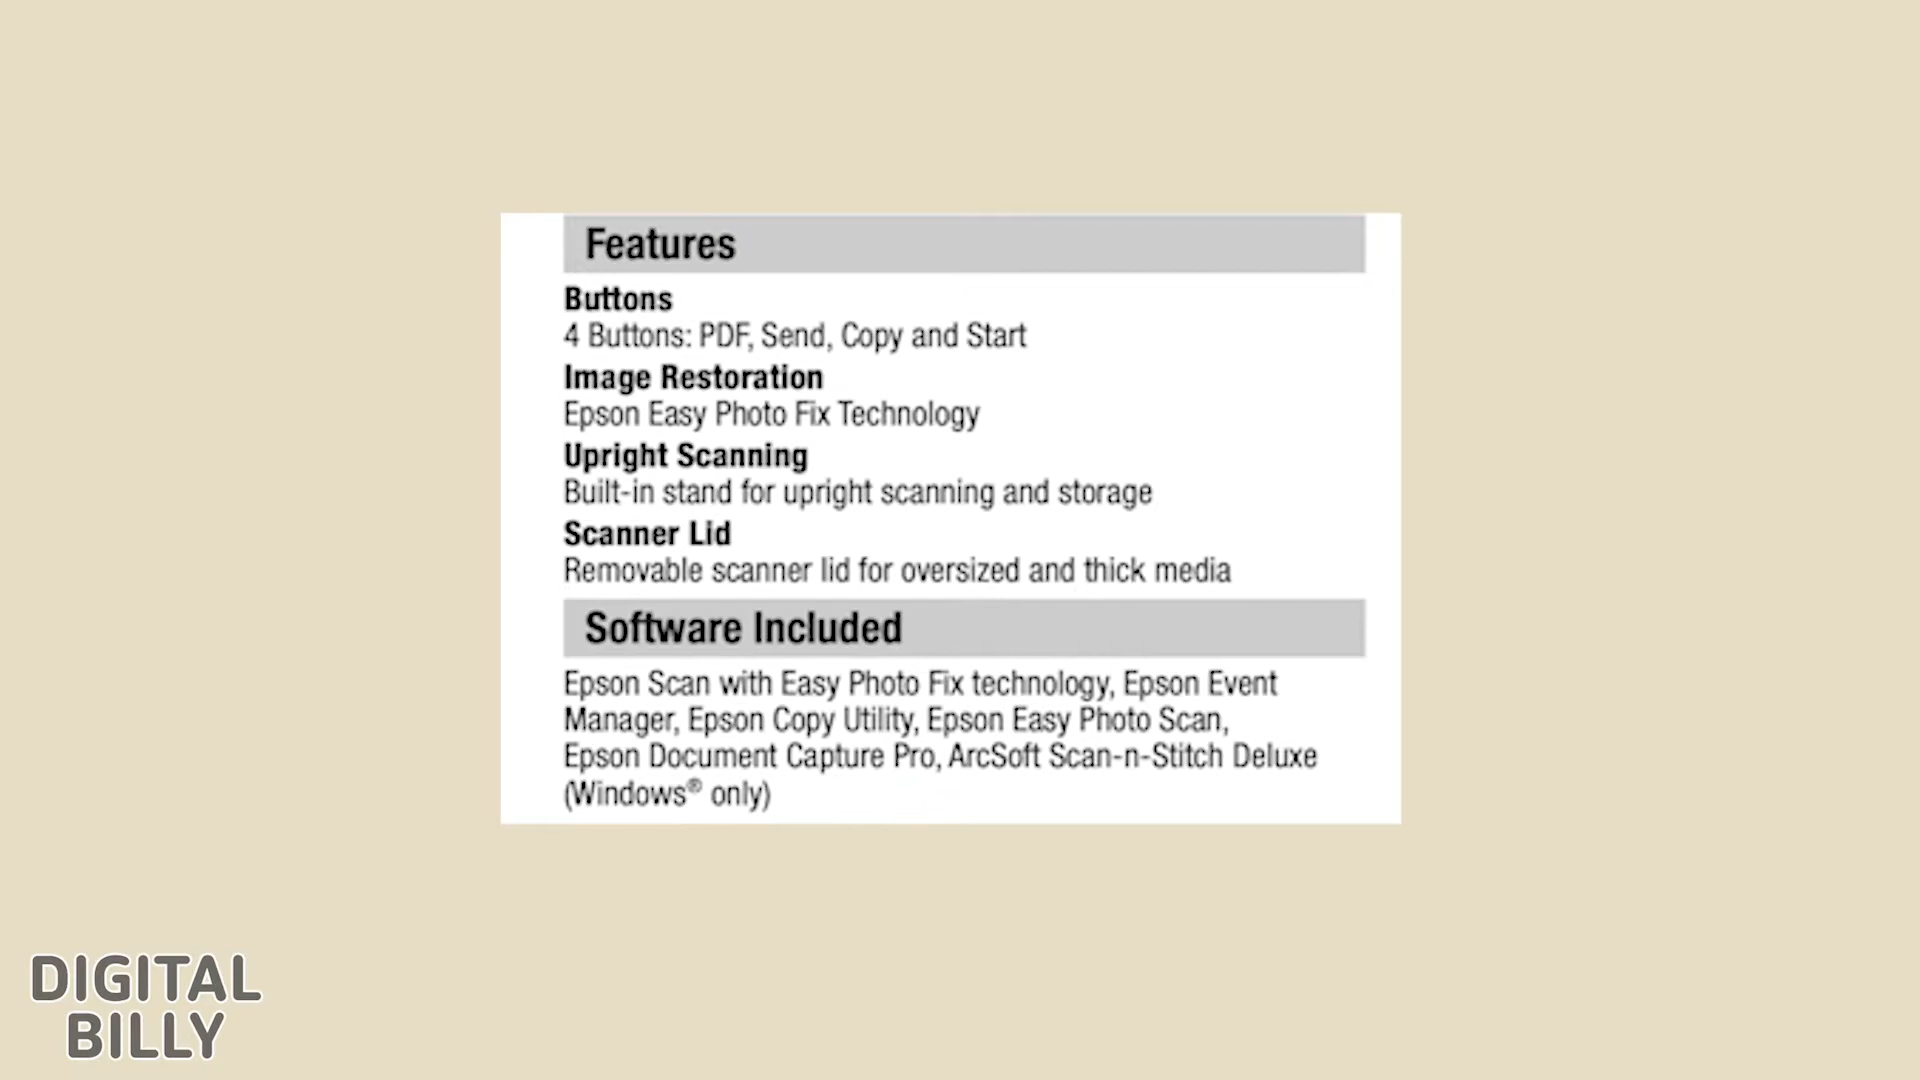 Features
Buttons
4 Buttons: PDF, Send, Copy and Start
Image Restoration
Epson Easy Photo Fix Technology
Upright Scanning
Built-in stand for upright scanning and storage
Scanner Lid
Removable scanner lid for oversized and thick media
Software Included
Epson Scan with Easy Photo Fix technology, Epson Event
Manager, Epson Copy Utility, Epson Easy Photo Scan,
Epson Document Capture Pro, ArcSoft Scan-n-Stitch Deluxe
(Windows® only)
DIGITAL
BILLY